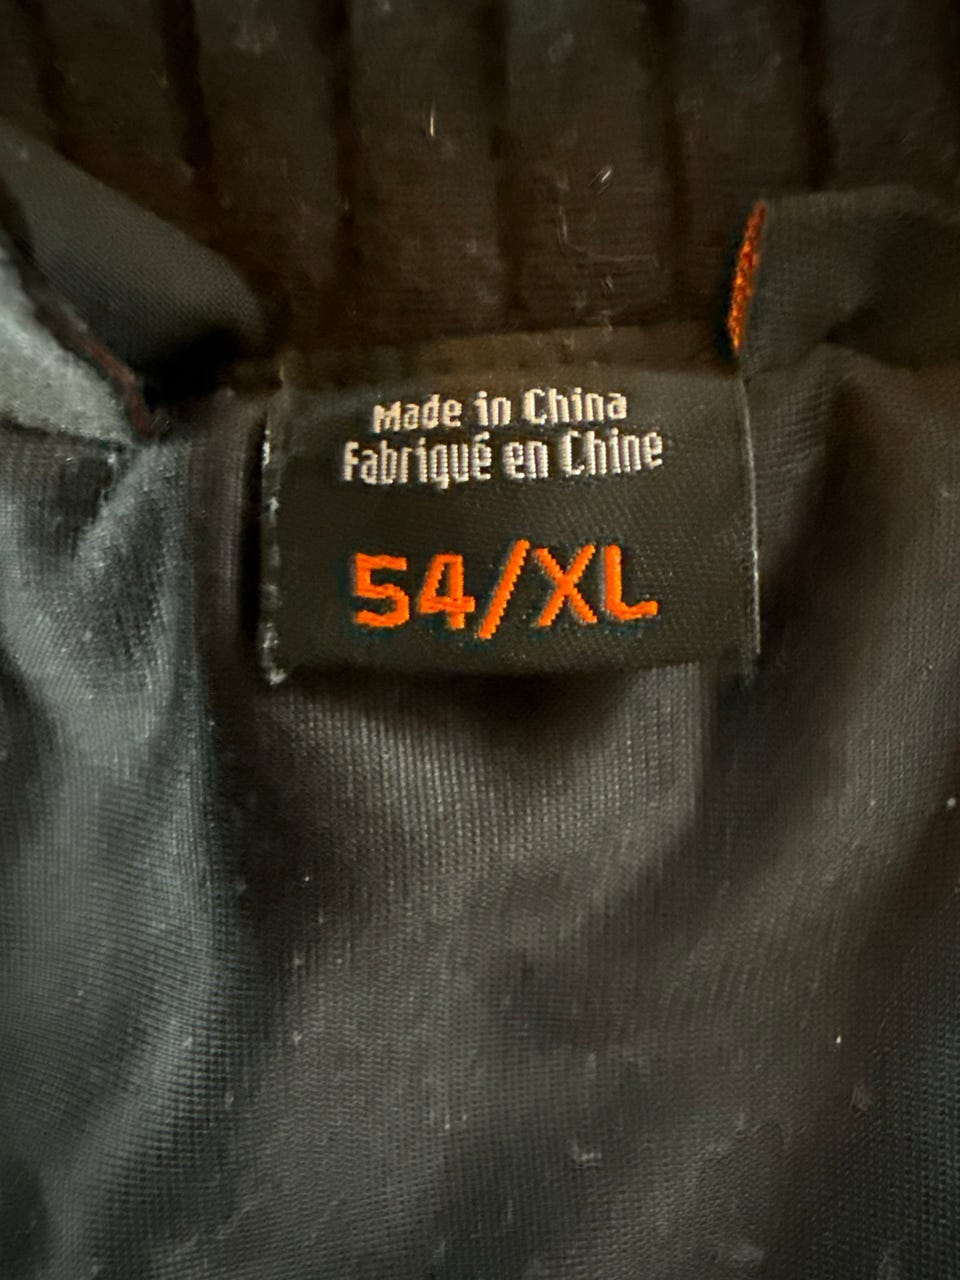 Made in China
Fabriqué en Chine
54/XL